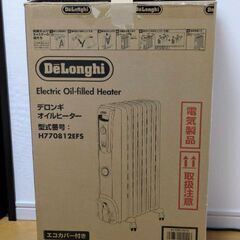 DeLonghi
DeLonghi
Electric Oil-filled Heater
デロンギ
オイルヒーター
型式番号:
H770812EFS
電気製品
取扱注意
エコカバー付き